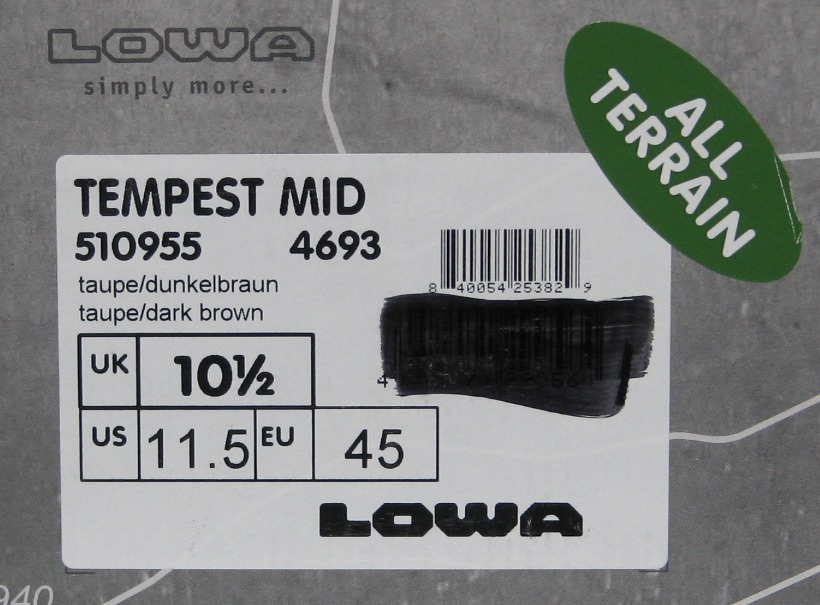 LOWA
simply more...
ALL
TERRAIN
TEMPEST MID
510955 4693
taupe/dunkelbraun
taupe/dark brown
8 40054 25382 9
UK 10½
US 11.5 EU 45
LOWA
940